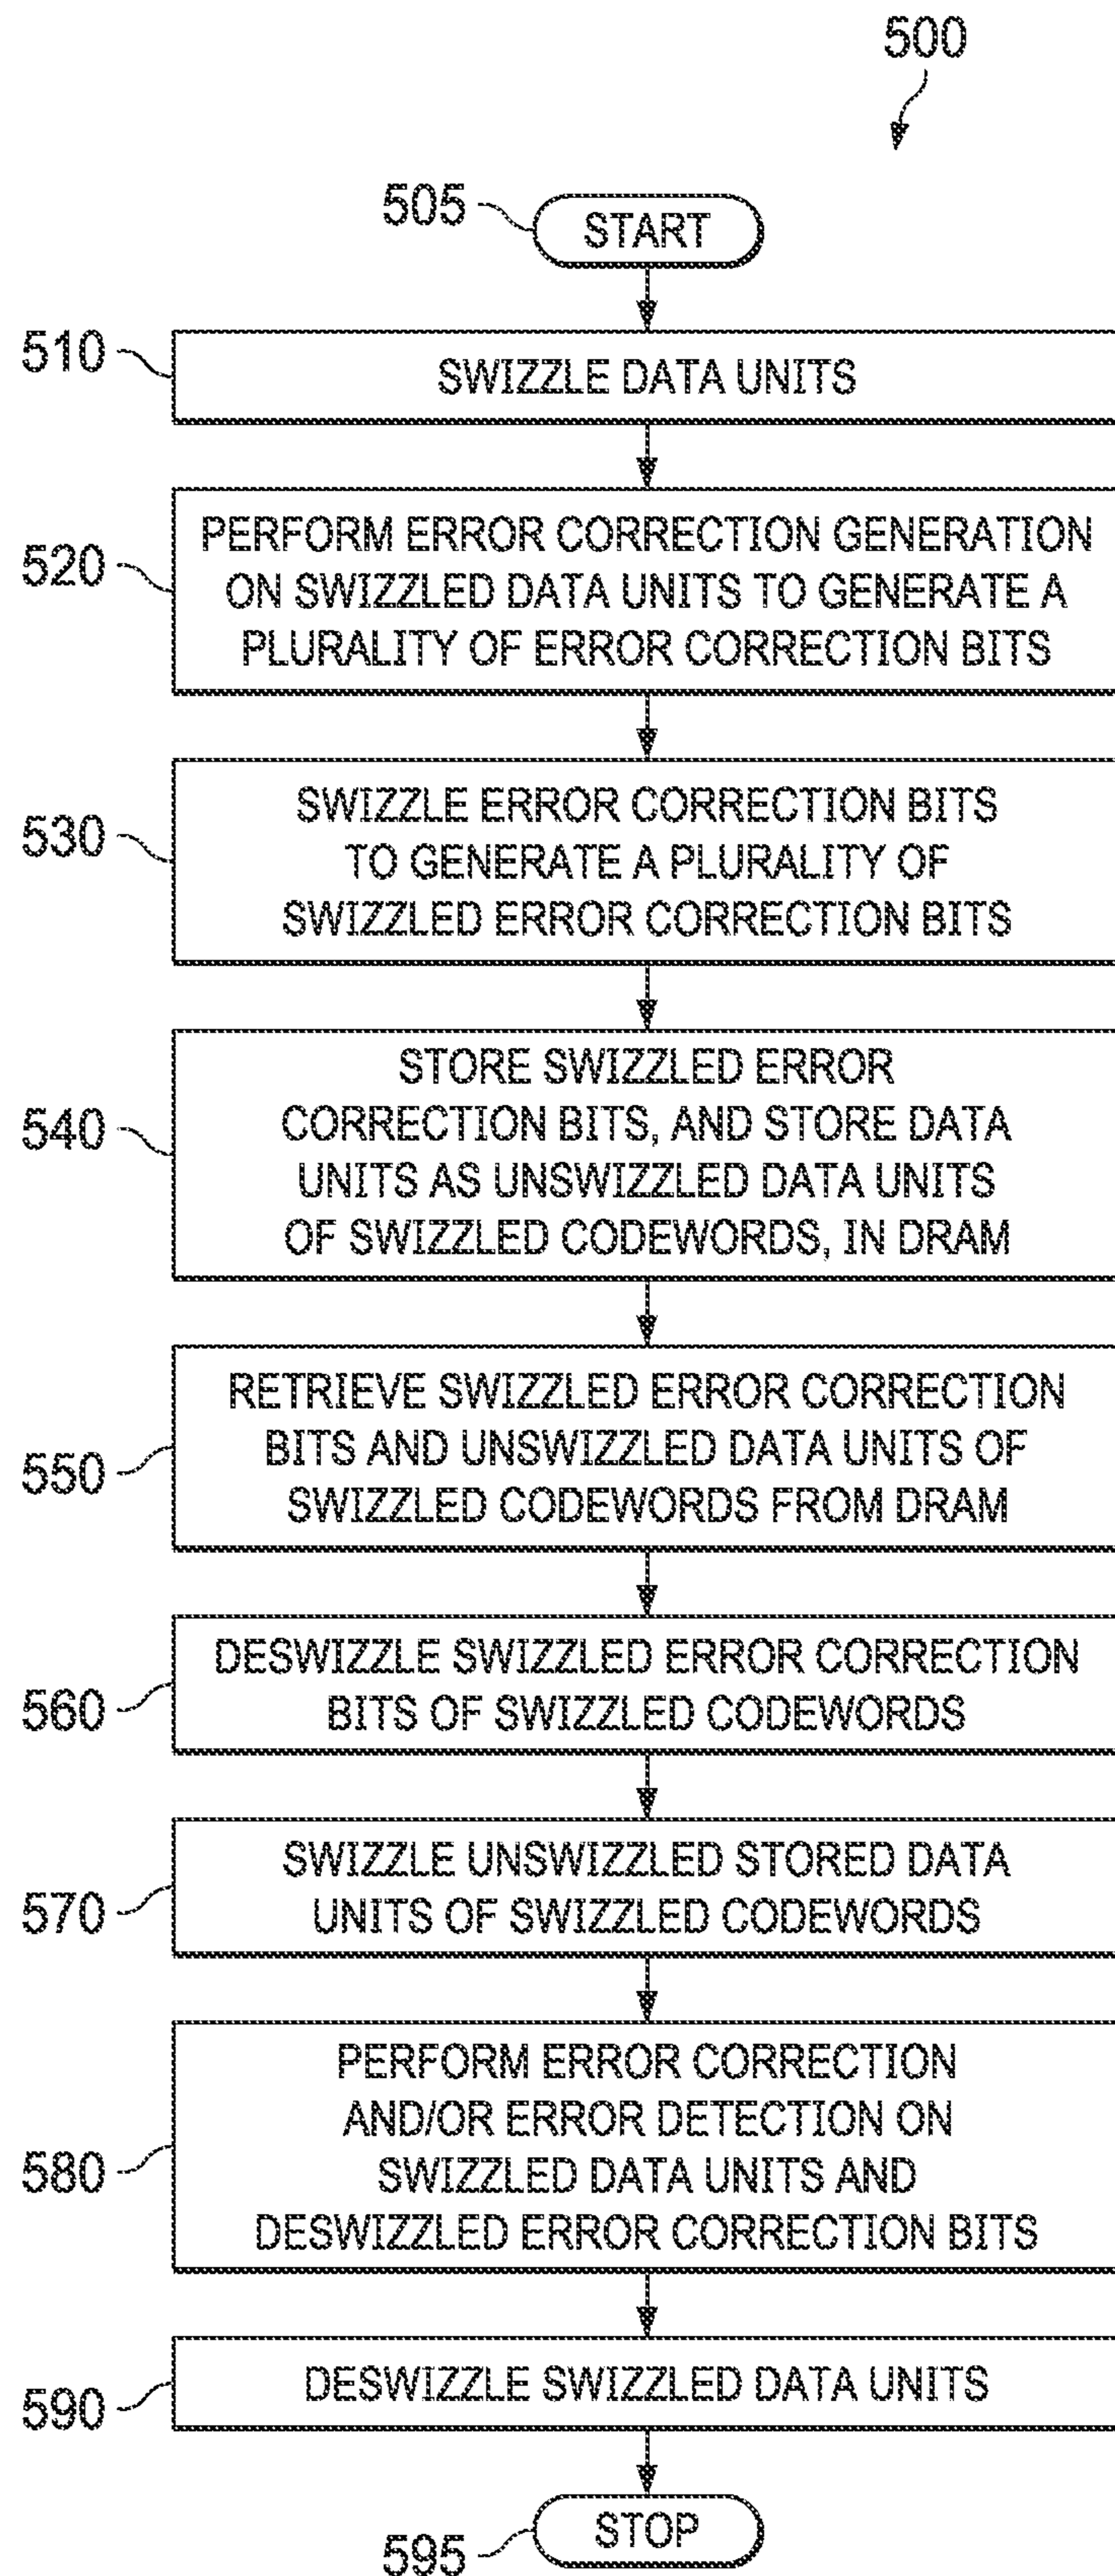 500
505
START
510
SWIZZLE DATA UNITS
520
PERFORM ERROR CORRECTION GENERATION
ON SWIZZLED DATA UNITS TO GENERATE A
PLURALITY OF ERROR CORRECTION BITS
530
SWIZZLE ERROR CORRECTION BITS
TO GENERATE A PLURALITY OF
SWIZZLED ERROR CORRECTION BITS
540
STORE SWIZZLED ERROR
CORRECTION BITS, AND STORE DATA
UNITS AS UNSWIZZLED DATA UNITS
OF SWIZZLED CODEWORDS, IN DRAM
550
RETRIEVE SWIZZLED ERROR CORRECTION
BITS AND UNSWIZZLED DATA UNITS OF
SWIZZLED CODEWORDS FROM DRAM
560
DESWIZZLE SWIZZLED ERROR CORRECTION
BITS OF SWIZZLED CODEWORDS
570
SWIZZLE UNSWIZZLED STORED DATA
UNITS OF SWIZZLED CODEWORDS
580
PERFORM ERROR CORRECTION
AND/OR ERROR DETECTION ON
SWIZZLED DATA UNITS AND
DESWIZZLED ERROR CORRECTION BITS
590
DESWIZZLE SWIZZLED DATA UNITS
595
STOP